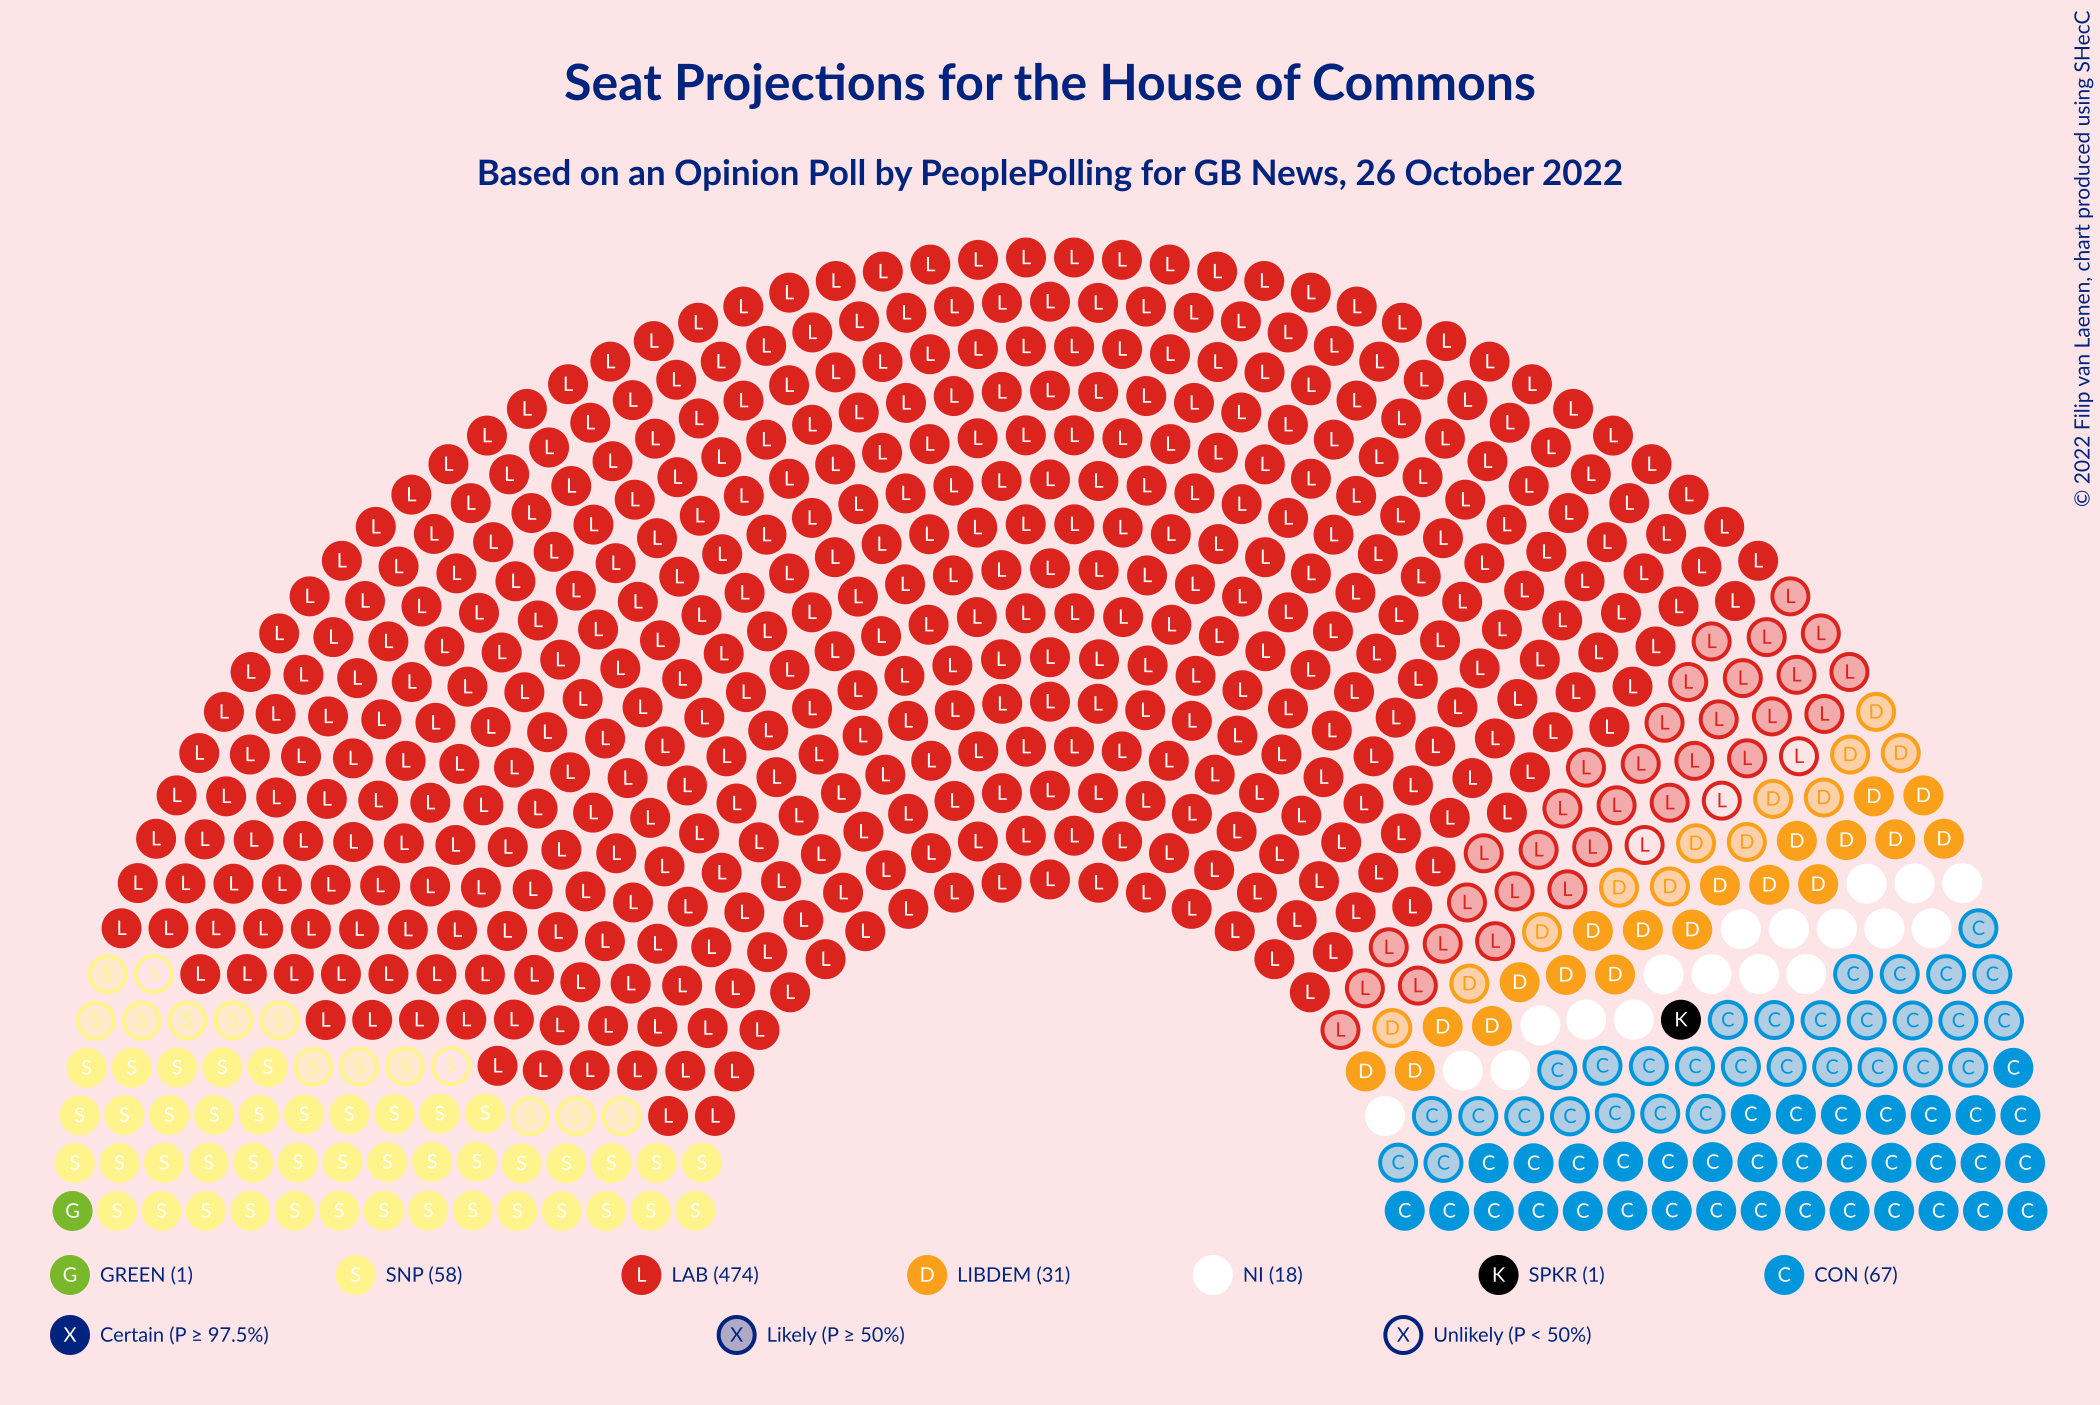 Seat Projections for the House of Commons
Based on an Opinion Poll by PeoplePolling for GB News, 26 October 2022
© 2022 Filip van Laenen, chart produced using SHecC
G GREEN (1) S SNP (58) L LAB (474) D LIBDEM (31) NI (18) K SPKR (1) C CON (67)
X Certain (P ≥ 97.5%) X Likely (P ≥ 50%) X Unlikely (P < 50%)